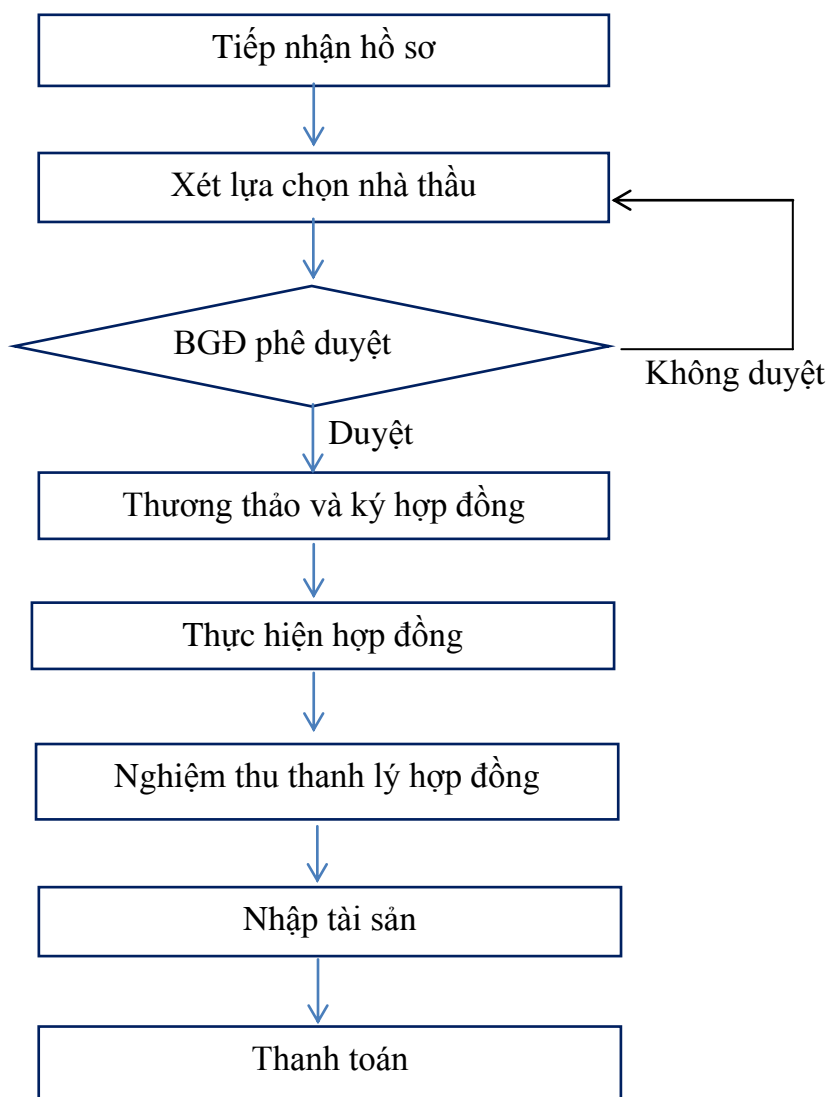 Tiếp nhận hồ sơ
Xét lựa chọn nhà thầu
BGĐ phê duyệt
Không duyệt
Duyệt
Thương thảo và ký hợp đồng
Thực hiện hợp đồng
Nghiệm thu thanh lý hợp đồng
Nhập tài sản
Thanh toán